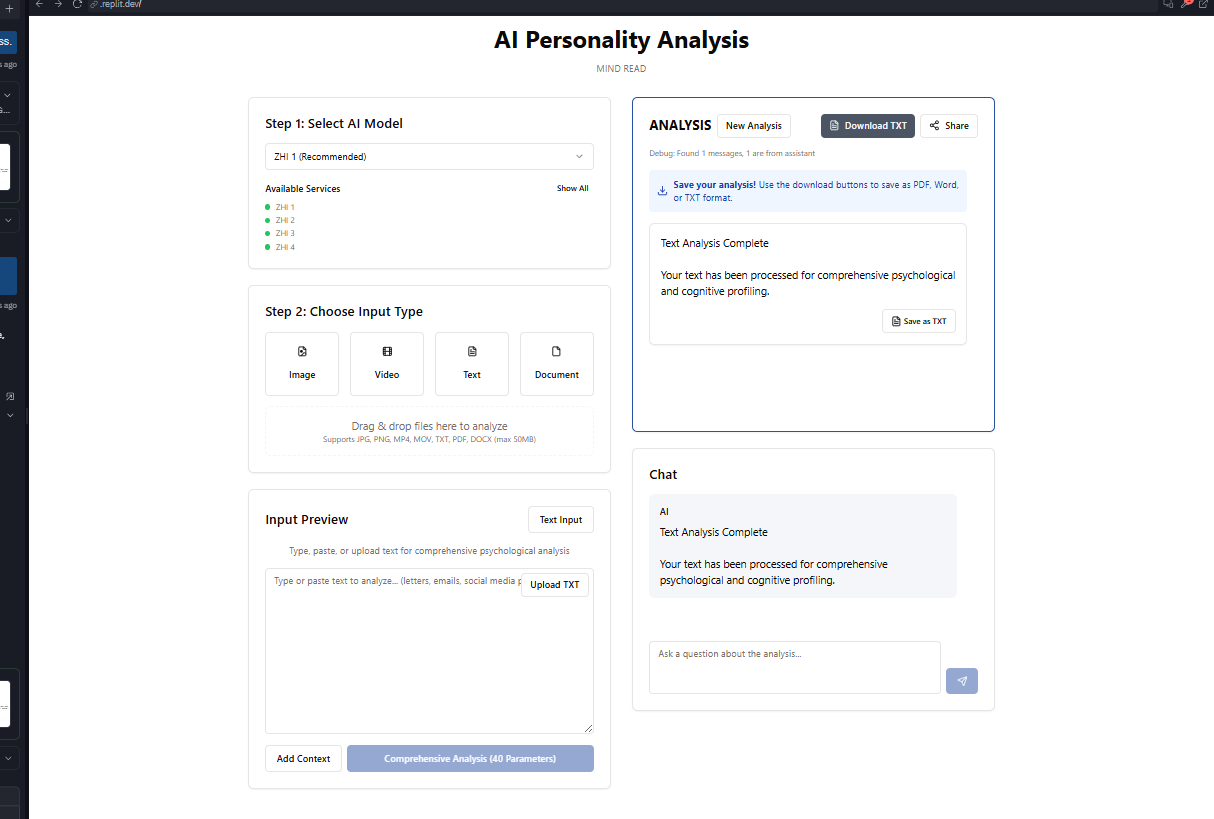 .replit.dev/
ss.
s ago
AI Personality Analysis
MIND READ
Step 1: Select AI Model
ZHI 1 (Recommended)
Available Services
Show All
ZHI 1
ZHI 2
ZHI 3
ZHI 4
Step 2: Choose Input Type
Image
Video
Text
Document
Drag & drop files here to analyze
Supports JPG, PNG, MP4, MOV, TXT, PDF, DOCX (max 50MB)
Input Preview
Text Input
Type, paste, or upload text for comprehensive psychological analysis
Type or paste text to analyze... (letters, emails, social media p
Upload TXT
Add Context
Comprehensive Analysis (40 Parameters)
ANALYSIS
New Analysis
Download TXT
Share
Debug: Found 1 messages, 1 are from assistant
Save your analysis! Use the download buttons to save as PDF, Word,
or TXT format.
Text Analysis Complete
Your text has been processed for comprehensive psychological
and cognitive profiling.
Save as TXT
Chat
AI
Text Analysis Complete
Your text has been processed for comprehensive
psychological and cognitive profiling.
Ask a question about the analysis...
s ago